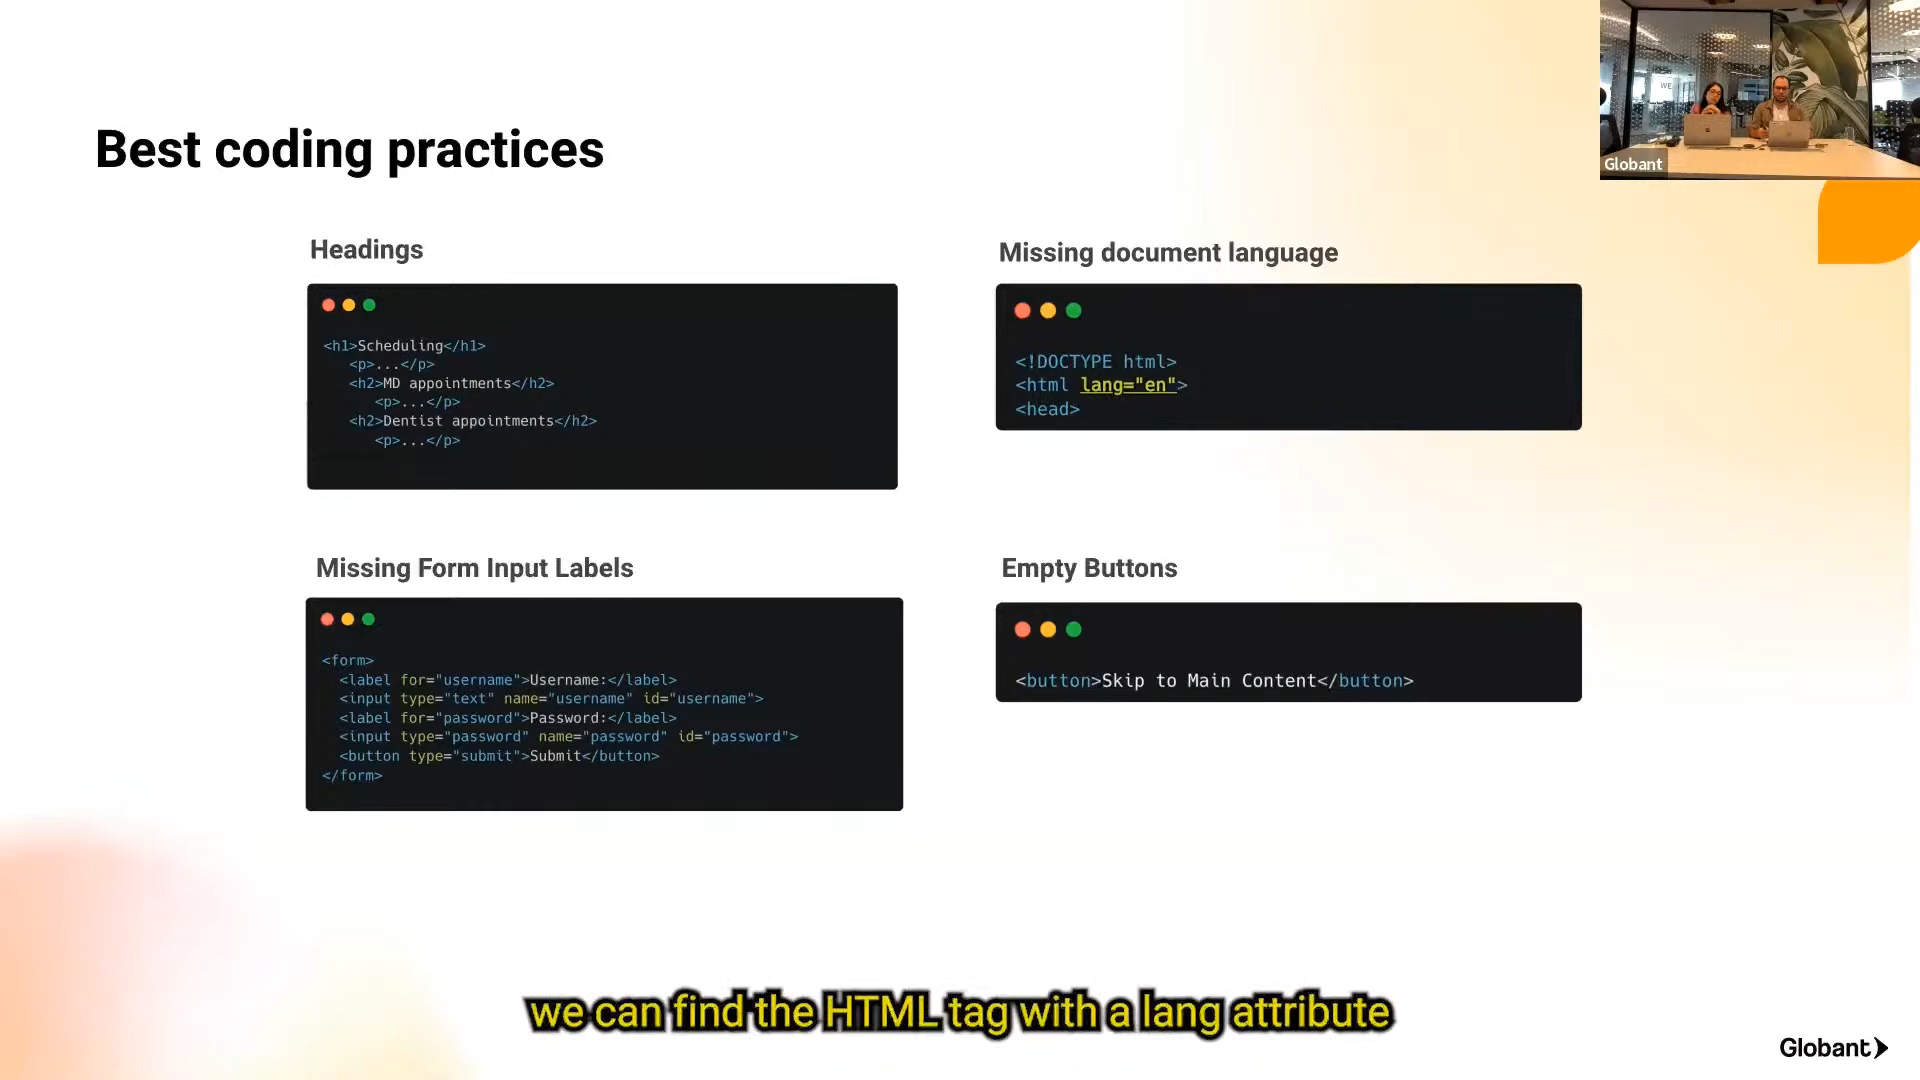 Best coding practices
Headings
<h1>Scheduling</h1>
<p>...</p>
<h2>MD appointments</h2>
<p>...</p>
<h2>Dentist appointments</h2>
<p>...</p>
Missing document language
<!DOCTYPE html>
<html lang="en">
<head>
Missing Form Input Labels
<form>
<label for="username">Username:</label>
<input type="text" name="username" id="username">
<label for="password">Password:</label>
<input type="password" name="password" id="password">
<button type="submit">Submit</button>
</form>
Empty Buttons
<button>Skip to Main Content</button>
WE
Globant
we can find the HTML tag with a lang attribute
Globant